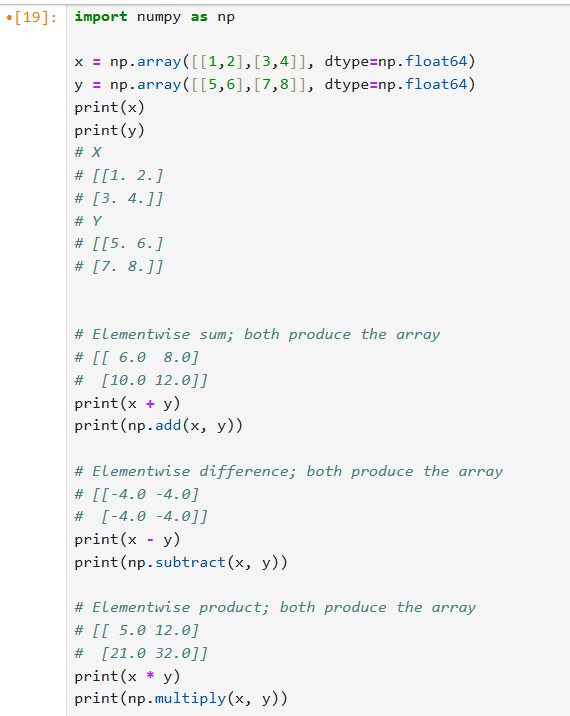 [19]: import numpy as np
x = np.array([[1,2],[3,4]], dtype=np.float64)
y = np.array([[5,6],[7,8]], dtype=np.float64)
print(x)
print(y)
# X
# [[1. 2.]
# [3. 4.]]
# Y
# [[5. 6.]
# [7. 8.]]
# Elementwise sum; both produce the array
# [[ 6.0  8.0]
#  [10.0 12.0]]
print(x + y)
print(np.add(x, y))
# Elementwise difference; both produce the array
# [[-4.0 -4.0]
#  [-4.0 -4.0]]
print(x - y)
print(np.subtract(x, y))
# Elementwise product; both produce the array
# [[ 5.0 12.0]
#  [21.0 32.0]]
print(x * y)
print(np.multiply(x, y))